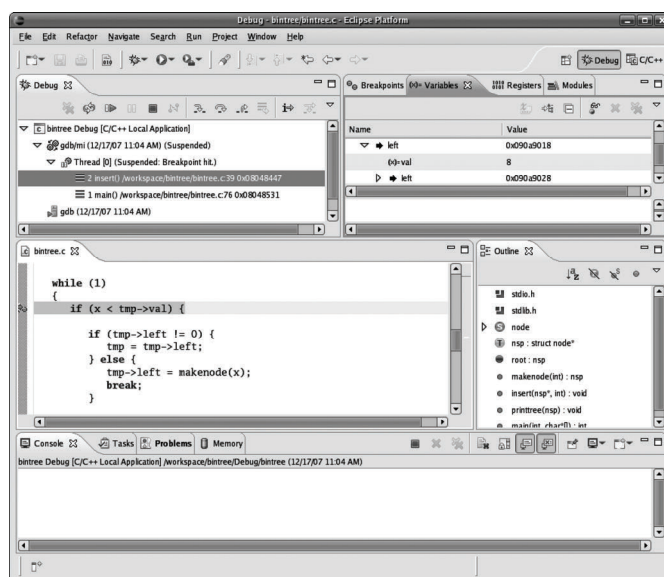 Debug - bintree/bintree.c - Eclipse Platform
File Edit Refactor Navigate Search Run Project Window Help
Debug C/C++
Debug
Breakpoints (x)= Variables Registers Modules
bintree Debug [C/C++ Local Application]
gdb/mi (12/17/07 11:04 AM) (Suspended)
Thread [0] (Suspended: Breakpoint hit.)
2 insert() /workspace/bintree/bintree.c:39 0x08048447
1 main() /workspace/bintree/bintree.c:76 0x08048531
gdb (12/17/07 11:04 AM)
Name Value
left 0x090a9018
(x)=val 8
left 0x090a9028
bintree.c
while (1)
{
if (x < tmp->val) {
if (tmp->left != 0) {
tmp = tmp->left;
} else {
tmp->left = makenode(x);
break;
}
Outline
stdio.h
stdlib.h
node
nsp : struct node*
root : nsp
makenode(int) : nsp
insert(nsp*, int) : void
printtree(nsp) : void
main(int, char*[]) : int
Console Tasks Problems Memory
bintree Debug [C/C++ Local Application] /workspace/bintree/Debug/bintree (12/17/07 11:04 AM)